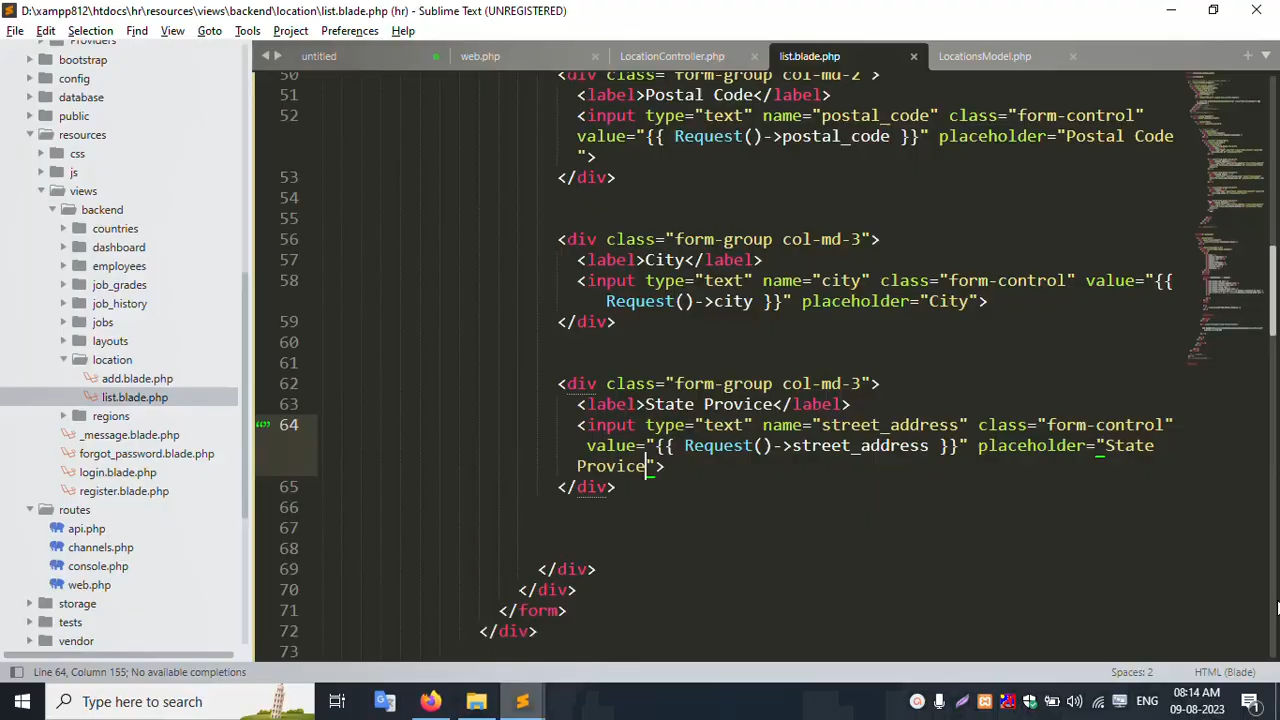 D:\xampp812\htdocs\hr\resources\views\backend\location\list.blade.php (hr) - Sublime Text (UNREGISTERED)
File Edit Selection Find View Goto Tools Project Preferences Help
untitled web.php LocationController.php list.blade.php LocationsModel.php
Providers
bootstrap
config
database
public
resources
css
js
views
backend
countries
dashboard
employees
job_grades
job_history
jobs
layouts
location
add.blade.php
list.blade.php
regions
_message.blade.php
forgot_password.blade.php
login.blade.php
register.blade.php
routes
api.php
channels.php
console.php
web.php
storage
tests
vendor
50 <div class="form-group col-md-2">
51 <label>Postal Code</label>
52 <input type="text" name="postal_code" class="form-control"
value="{{ Request()->postal_code }}" placeholder="Postal Code
">
53 </div>
54
55
56 <div class="form-group col-md-3">
57 <label>City</label>
58 <input type="text" name="city" class="form-control" value="{{
Request()->city }}" placeholder="City">
59 </div>
60
61
62 <div class="form-group col-md-3">
63 <label>State Provice</label>
64 <input type="text" name="street_address" class="form-control"
value="{{ Request()->street_address }}" placeholder="State
Provice">
65 </div>
66
67
68
69 </div>
70 </div>
71 </form>
72 </div>
73
Line 64, Column 155; No available completions Spaces: 2 HTML (Blade)
Type here to search
ENG
08:14 AM
09-08-2023